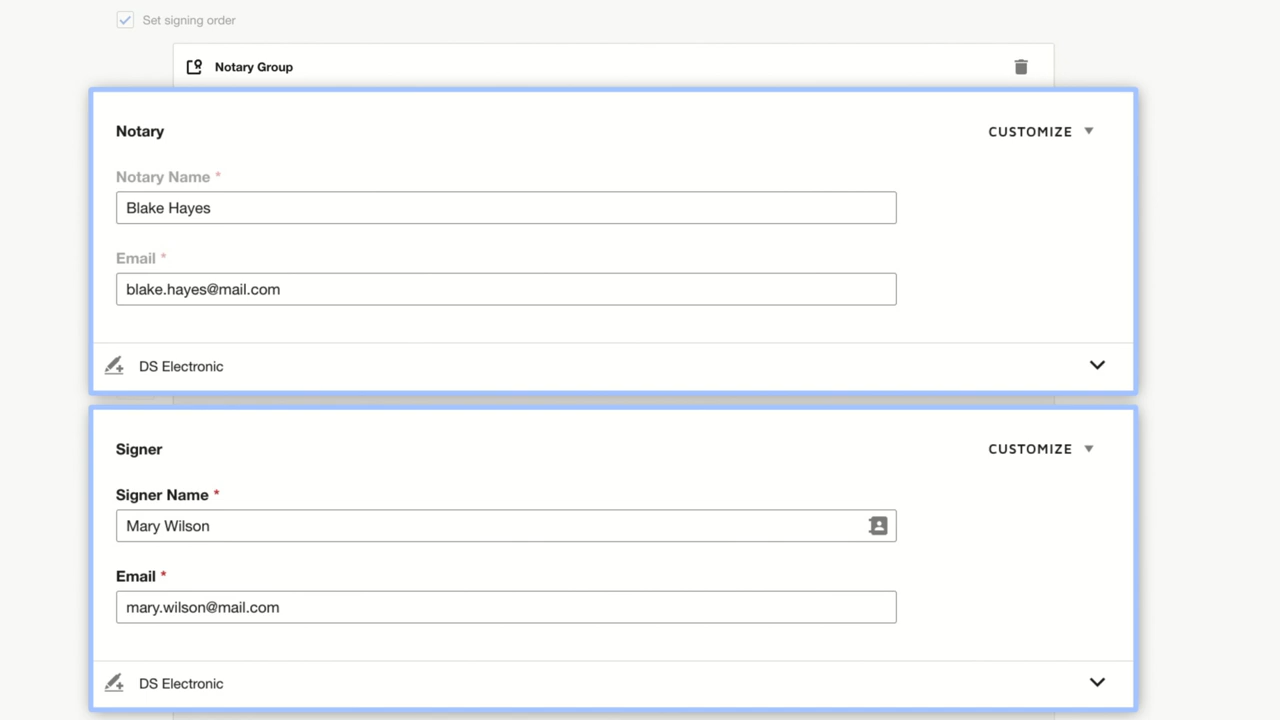 Set signing order
Notary Group
Notary
CUSTOMIZE
Notary Name *
Blake Hayes
Email *
blake.hayes@mail.com
DS Electronic
Signer
CUSTOMIZE
Signer Name *
Mary Wilson
Email *
mary.wilson@mail.com
DS Electronic